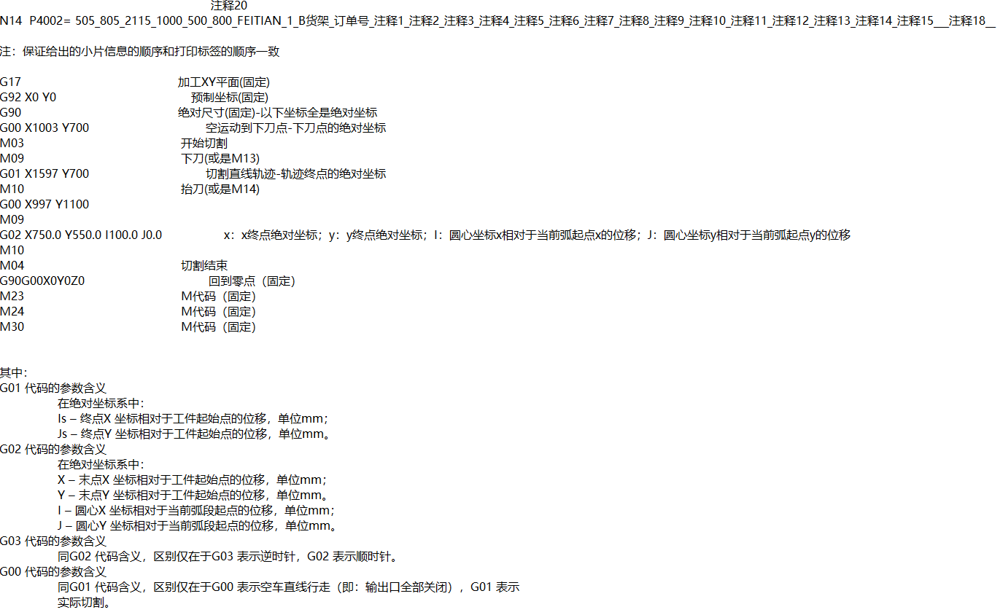 注释20
N14 P4002= 505_805_2115_1000_500_800_FEITIAN_1_B货架_订单号_注释1_注释2_注释3_注释4_注释5_注释6_注释7_注释8_注释9_注释10_注释11_注释12_注释13_注释14_注释15___注释18__
注：保证给出的小片信息的顺序和打印标签的顺序一致
G17 加工XY平面(固定)
G92 X0 Y0 预制坐标(固定)
G90 绝对尺寸(固定)-以下坐标全是绝对坐标
G00 X1003 Y700 空运动到下刀点-下刀点的绝对坐标
M03 开始切割
M09 下刀(或是M13)
G01 X1597 Y700 切割直线轨迹-轨迹终点的绝对坐标
M10 抬刀(或是M14)
G00 X997 Y1100
M09
G02 X750.0 Y550.0 I100.0 J0.0 x：x终点绝对坐标；y：y终点绝对坐标；I：圆心坐标x相对于当前弧起点x的位移；J：圆心坐标y相对于当前弧起点y的位移
M10
M04 切割结束
G90G00X0Y0Z0 回到零点（固定）
M23 M代码（固定）
M24 M代码（固定）
M30 M代码（固定）
其中：
G01 代码的参数含义
在绝对坐标系中：
Is – 终点X 坐标相对于工件起始点的位移，单位mm；
Js – 终点Y 坐标相对于工件起始点的位移，单位mm。
G02 代码的参数含义
在绝对坐标系中：
X – 末点X 坐标相对于工件起始点的位移，单位mm；
Y – 末点Y 坐标相对于工件起始点的位移，单位mm。
I – 圆心X 坐标相对于当前弧段起点的位移，单位mm；
J – 圆心Y 坐标相对于当前弧段起点的位移，单位mm。
G03 代码的参数含义
同G02 代码含义，区别仅在于G03 表示逆时针，G02 表示顺时针。
G00 代码的参数含义
同G01 代码含义，区别仅在于G00 表示空车直线行走（即：输出口全部关闭），G01 表示
实际切割。